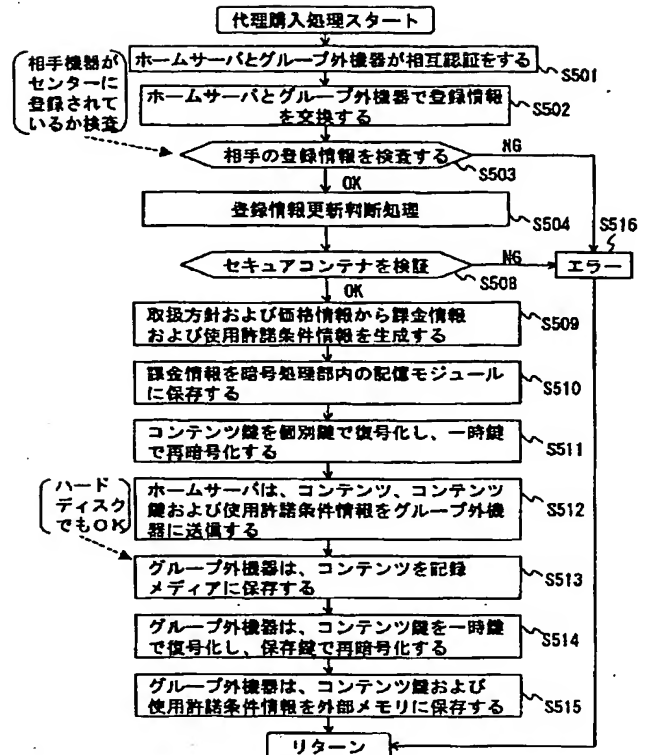 代理購入処理スタート
相手機器が
センターに
登録されて
いるか検査
ホームサーバとグループ外機器が相互認証をする
S501
ホームサーバとグループ外機器で登録情報
を交換する
S502
相手の登録情報を検査する
NG
S503
OK
登録情報更新判断処理
S504
S516
セキュアコンテナを検証
NG
エラー
S508
OK
取扱方針および価格情報から課金情報
および使用許諾条件情報を生成する
S509
課金情報を暗号処理部内の記憶モジュール
に保存する
S510
コンテンツ鍵を個別鍵で復号化し、一時鍵
で再暗号化する
S511
ハード
ディスク
でもOK
ホームサーバは、コンテンツ、コンテンツ
鍵および使用許諾条件情報をグループ外機
器に送信する
S512
グループ外機器は、コンテンツを記録
メディアに保存する
S513
グループ外機器は、コンテンツ鍵を一時鍵
で復号化し、保存鍵で再暗号化する
S514
グループ外機器は、コンテンツ鍵および
使用許諾条件情報を外部メモリに保存する
S515
リターン